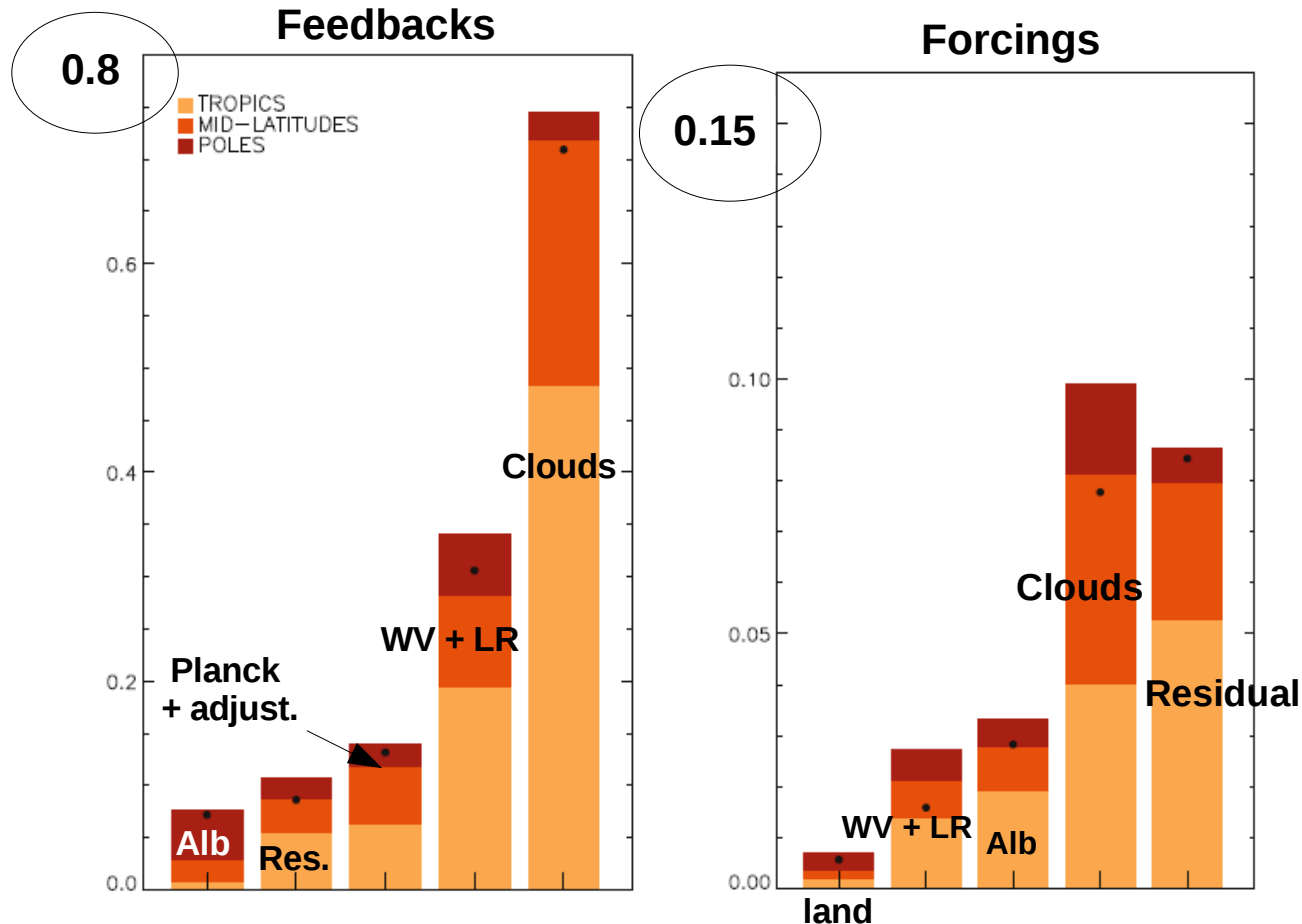 Feedbacks
0.8
TROPICS
MID-LATITUDES
POLES
0.6
0.4
0.2
0.0
Clouds
WV + LR
Planck
+ adjust.
Alb
Res.
Forcings
0.15
0.10
0.05
0.00
Clouds
Residual
WV + LR
Alb
land